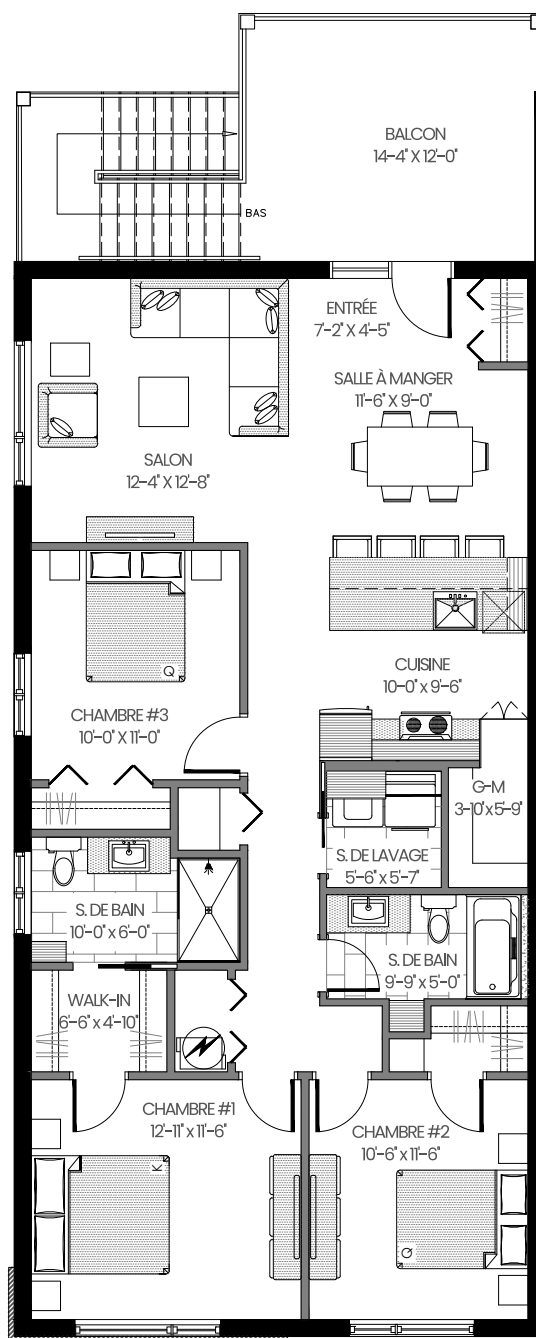 BALCON
14'-4" X 12'-0"
BAS
ENTRÉE
7'-2" X 4'-5"
SALLE À MANGER
11'-6" X 9'-0"
SALON
12'-4" X 12'-8"
CUISINE
10'-0" x 9'-6"
Q
CHAMBRE #3
10'-0" X 11'-0"
G-M
3'-10"x5'-9"
S. DE LAVAGE
5'-6" x 5'-7"
S. DE BAIN
10'-0" x 6'-0"
S. DE BAIN
9'-9" x 5'-0"
WALK-IN
6'-6" x 4'-10"
CHAMBRE #1
12'-11" x 11'-6"
CHAMBRE #2
10'-6" x 11'-6"
K
Q